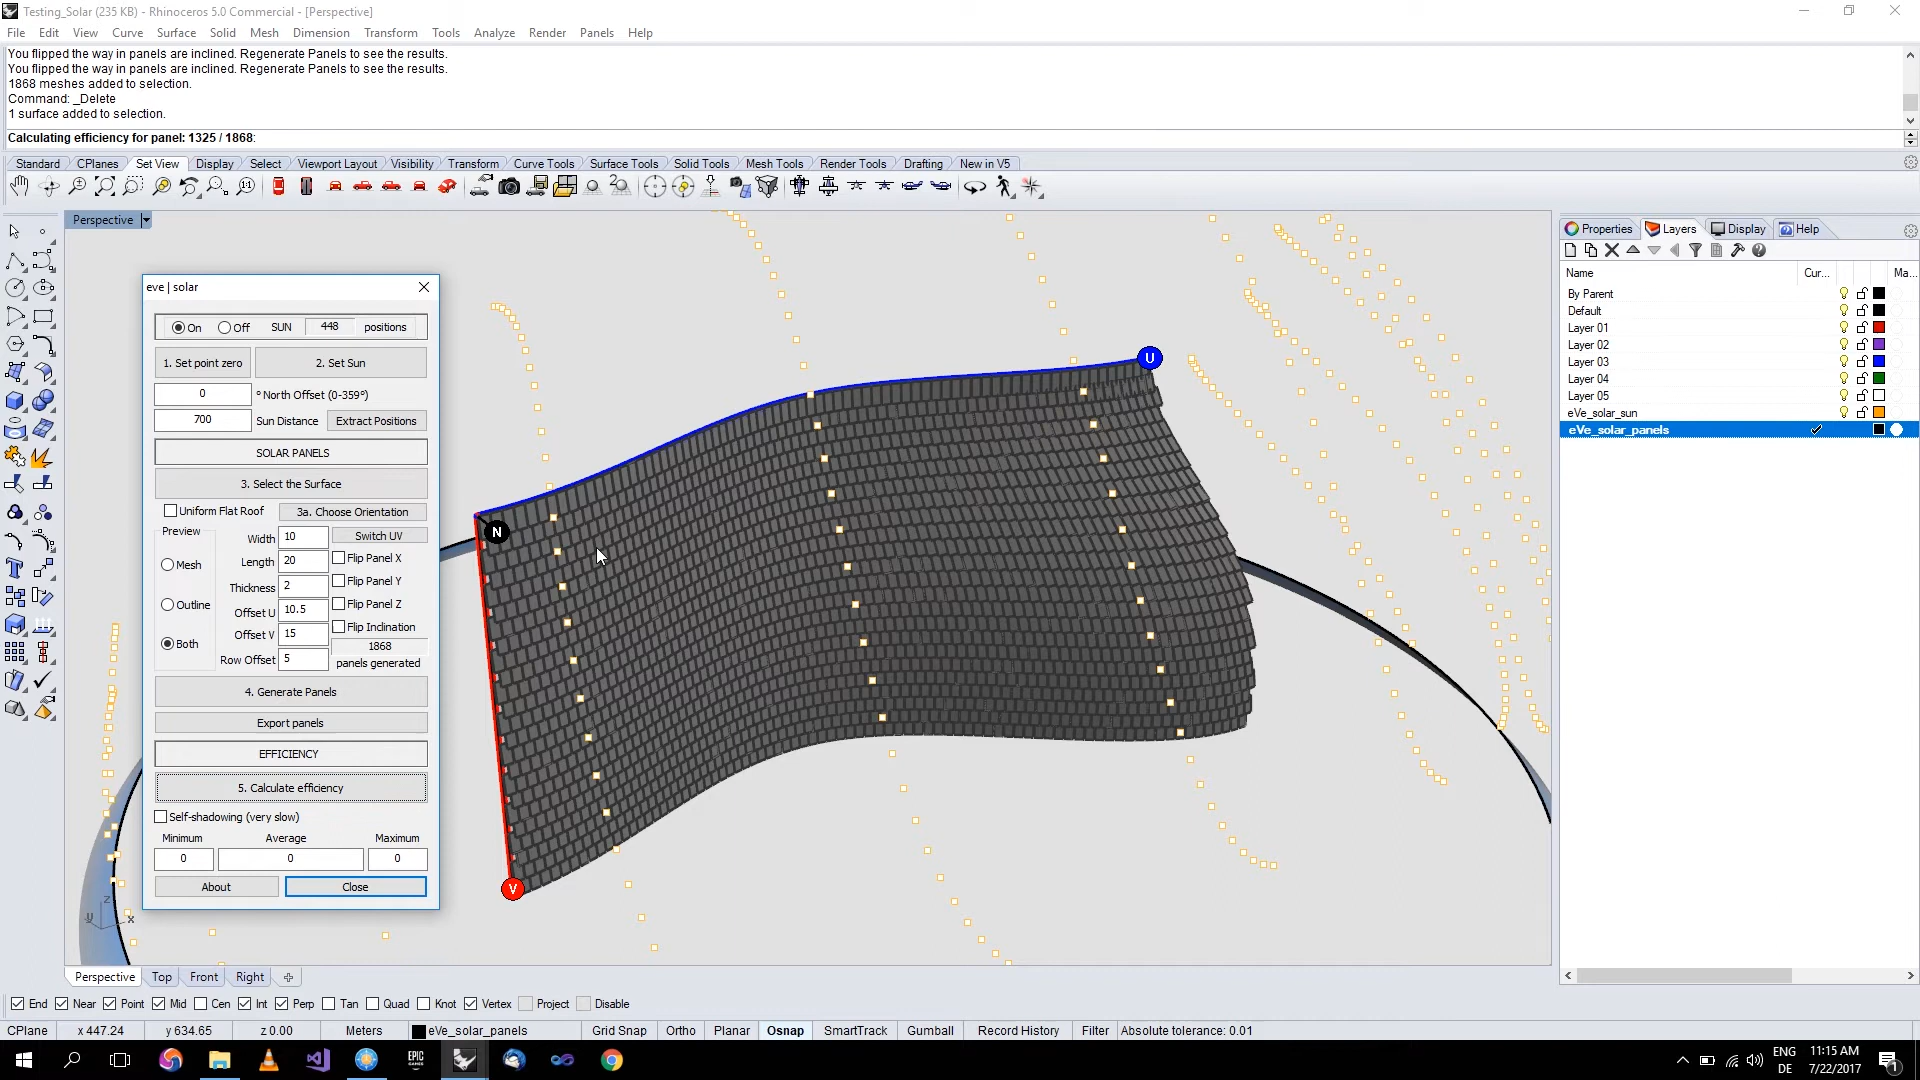 Testing_Solar (235 KB) - Rhinoceros 5.0 Commercial - [Perspective]
File Edit View Curve Surface Solid Mesh Dimension Transform Tools Analyze Render Panels Help
You flipped the way in panels are inclined. Regenerate Panels to see the results.
You flipped the way in panels are inclined. Regenerate Panels to see the results.
1868 meshes added to selection.
Command: _Delete
1 surface added to selection.
Calculating efficiency for panel: 1325 / 1868:
Standard CPlanes Set View Display Select Viewport Layout Visibility Transform Curve Tools Surface Tools Solid Tools Mesh Tools Render Tools Drafting New in V5
Perspective
eve | solar
On Off SUN 448 positions
1. Set point zero 2. Set Sun
0 ° North Offset (0-359°)
700 Sun Distance Extract Positions
SOLAR PANELS
3. Select the Surface
Uniform Flat Roof 3a. Choose Orientation
Preview
Mesh
Outline
Both
Width 10 Switch UV
Length 20 Flip Panel X
Thickness 2 Flip Panel Y
Offset U 10.5 Flip Panel Z
Offset V 15 Flip Inclination
Row Offset 5 1868
panels generated
4. Generate Panels
Export panels
EFFICIENCY
5. Calculate efficiency
Self-shadowing (very slow)
Minimum Average Maximum
0 0 0
About Close
U
N
V
z
y x
Properties Layers Display Help
Name Cur... Ma...
By Parent
Default
Layer 01
Layer 02
Layer 03
Layer 04
Layer 05
eVe_solar_sun
eVe_solar_panels
Perspective Top Front Right
End Near Point Mid Cen Int Perp Tan Quad Knot Vertex Project Disable
CPlane x 447.24 y 634.65 z 0.00 Meters eVe_solar_panels Grid Snap Ortho Planar Osnap SmartTrack Gumball Record History Filter Absolute tolerance: 0.01
EPIC GAMES
ENG 11:15 AM
DE 7/22/2017
1